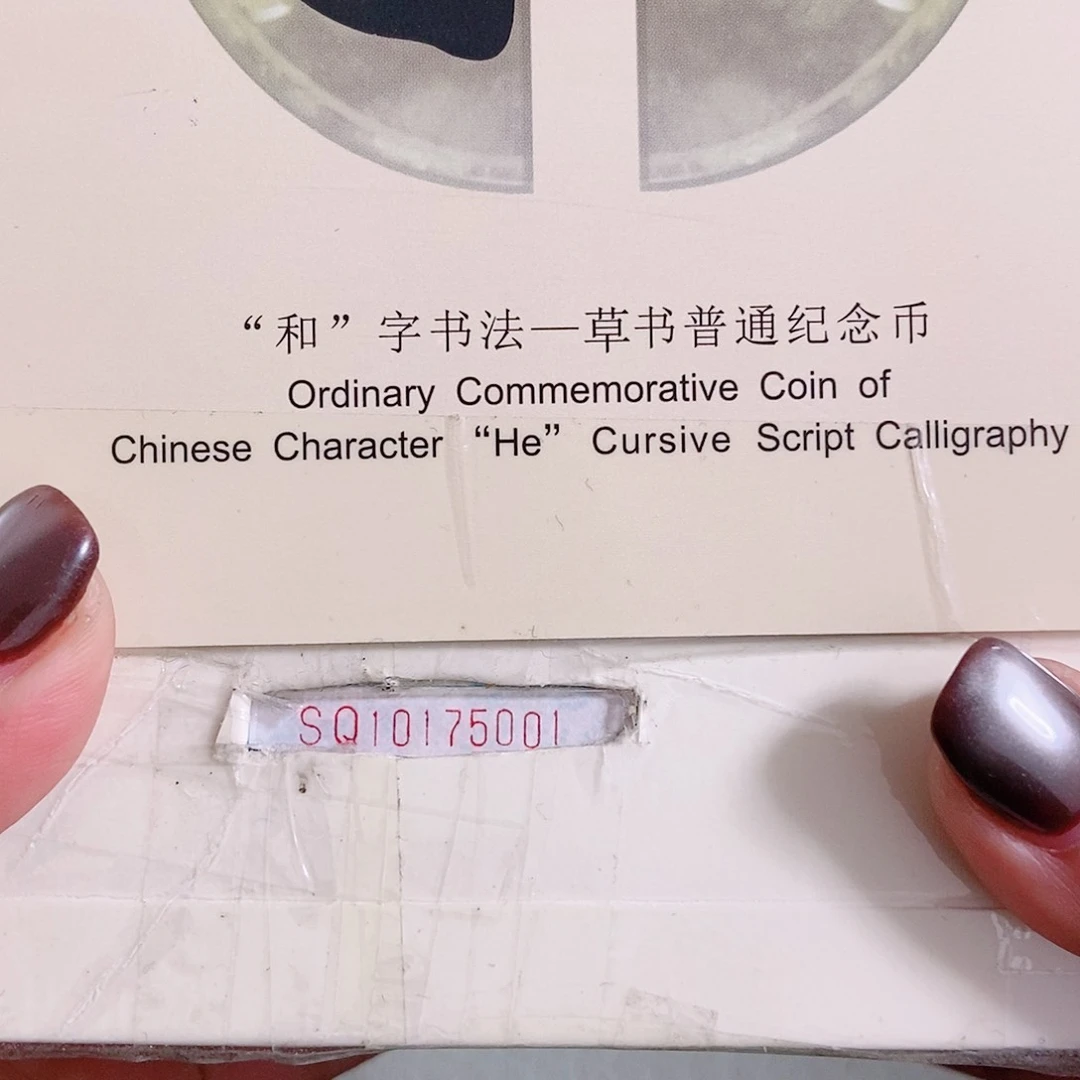 “和”字书法—草书普通纪念币
Ordinary Commemorative Coin of
Chinese Character “He” Cursive Script Calligraphy
SQ10175001